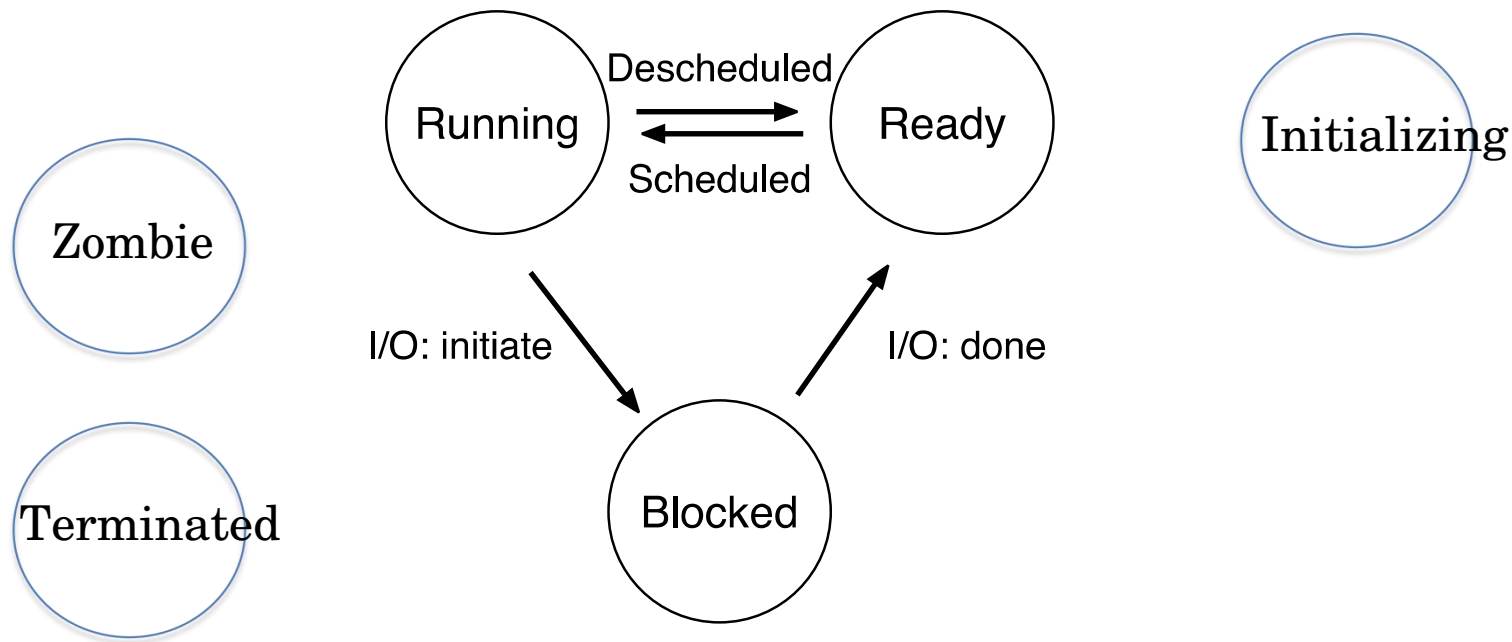 Descheduled
Running
Ready
Initializing
Scheduled
Zombie
I/O: initiate
I/O: done
Blocked
Terminated